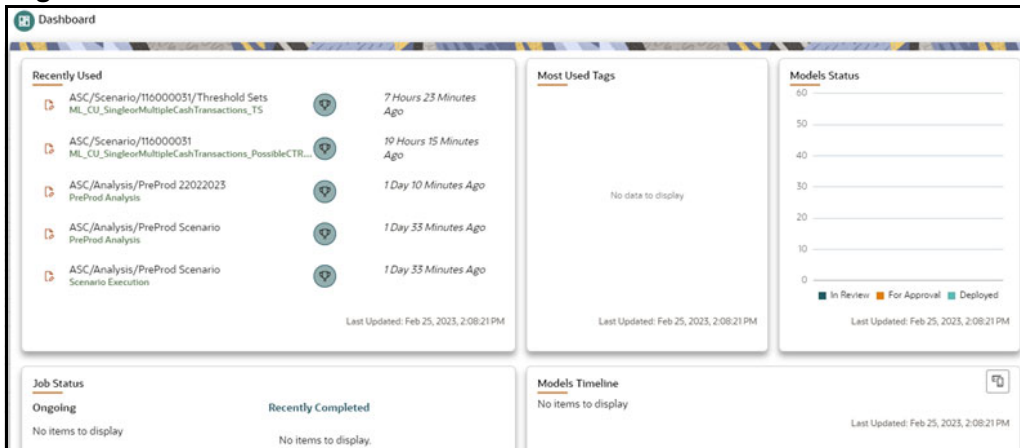 Dashboard
Recently Used
ASC/Scenario/116000031/Threshold Sets
ML_CU_SingleorMultipleCashTransactions_TS
7 Hours 23 Minutes
Ago
ASC/Scenario/116000031
ML_CU_SingleorMultipleCashTransactions_PossibleCTR...
19 Hours 15 Minutes
Ago
ASC/Analysis/PreProd 22022023
PreProd Analysis
1 Day 10 Minutes Ago
ASC/Analysis/PreProd Scenario
PreProd Analysis
1 Day 33 Minutes Ago
ASC/Analysis/PreProd Scenario
Scenario Execution
1 Day 33 Minutes Ago
Last Updated: Feb 25, 2023, 2:08:21 PM
Most Used Tags
No data to display
Last Updated: Feb 25, 2023, 2:08:21 PM
Models Status
60
50
40
30
20
10
0
In Review For Approval Deployed
Last Updated: Feb 25, 2023, 2:08:21 PM
Job Status
Ongoing
No items to display
Recently Completed
No items to display.
Models Timeline
No items to display
Last Updated: Feb 25, 2023, 2:08:21 PM